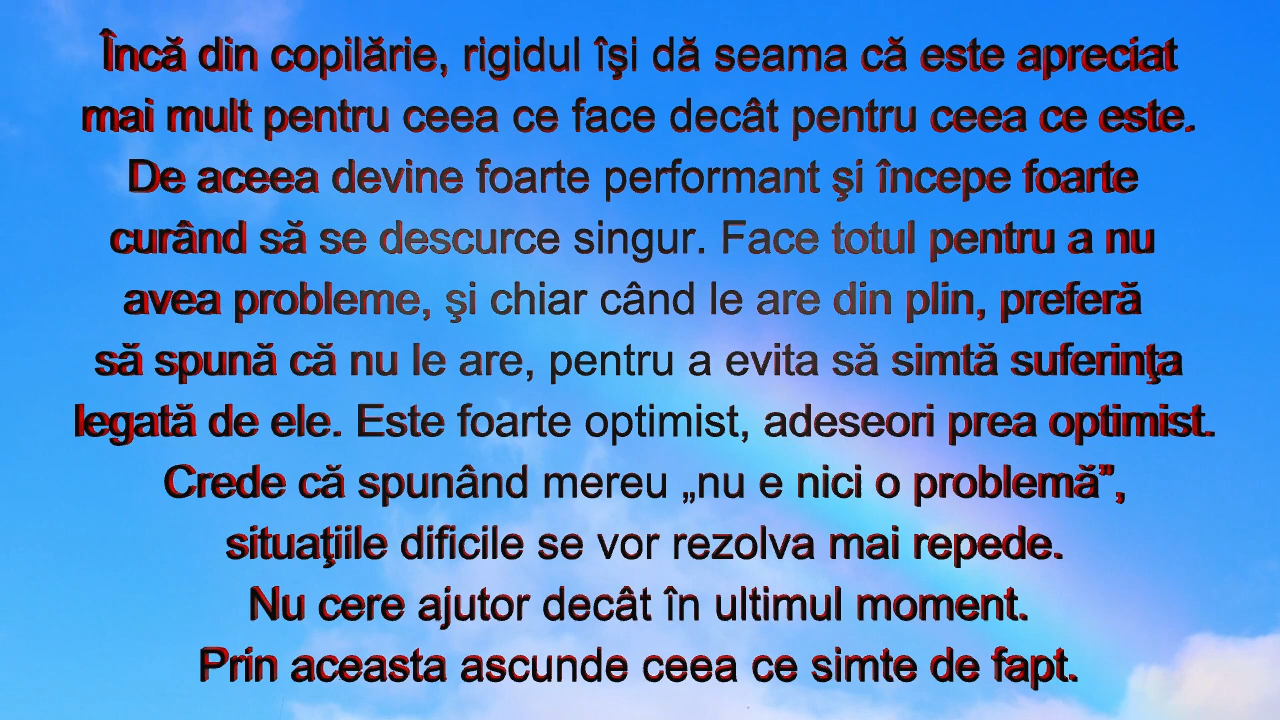 Încă din copilărie, rigidul îşi dă seama că este apreciat
mai mult pentru ceea ce face decât pentru ceea ce este.
De aceea devine foarte performant şi începe foarte
curând să se descurce singur. Face totul pentru a nu
avea probleme, şi chiar când le are din plin, preferă
să spună că nu le are, pentru a evita să simtă suferinţa
legată de ele. Este foarte optimist, adeseori prea optimist.
Crede că spunând mereu „nu e nici o problemă”,
situaţiile dificile se vor rezolva mai repede.
Nu cere ajutor decât în ultimul moment.
Prin aceasta ascunde ceea ce simte de fapt.